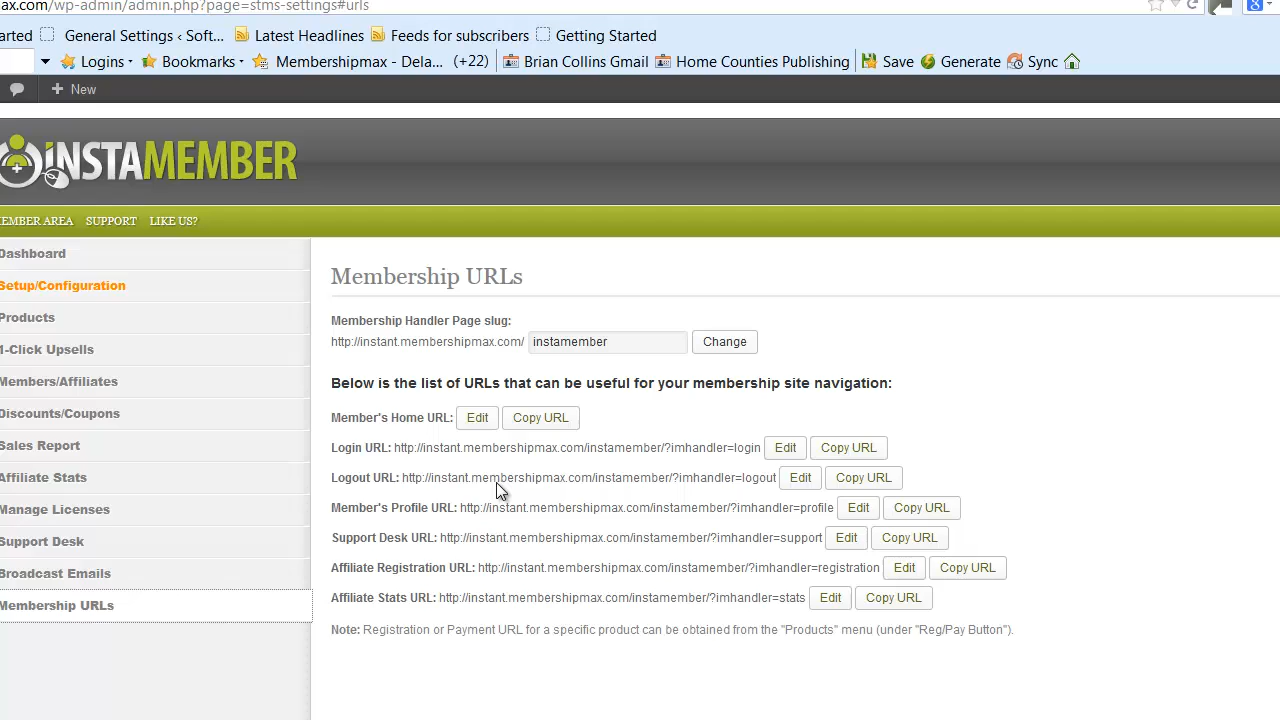 ax.com/wp-admin/admin.php?page=stms-settings#urls
arted General Settings ‹ Soft... Latest Headlines Feeds for subscribers Getting Started
Logins Bookmarks Membershipmax - Dela... (+22) Brian Collins Gmail Home Counties Publishing Save Generate Sync
+ New
INSTAMEMBER
EMBER AREA SUPPORT LIKE US?
Dashboard
Setup/Configuration
Products
1-Click Upsells
Members/Affiliates
Discounts/Coupons
Sales Report
Affiliate Stats
Manage Licenses
Support Desk
Broadcast Emails
Membership URLs
Membership URLs
Membership Handler Page slug:
http://instant.membershipmax.com/ instamember Change
Below is the list of URLs that can be useful for your membership site navigation:
Member's Home URL: Edit Copy URL
Login URL: http://instant.membershipmax.com/instamember/?imhandler=login Edit Copy URL
Logout URL: http://instant.membershipmax.com/instamember/?imhandler=logout Edit Copy URL
Member's Profile URL: http://instant.membershipmax.com/instamember/?imhandler=profile Edit Copy URL
Support Desk URL: http://instant.membershipmax.com/instamember/?imhandler=support Edit Copy URL
Affiliate Registration URL: http://instant.membershipmax.com/instamember/?imhandler=registration Edit Copy URL
Affiliate Stats URL: http://instant.membershipmax.com/instamember/?imhandler=stats Edit Copy URL
Note: Registration or Payment URL for a specific product can be obtained from the "Products" menu (under "Reg/Pay Button").